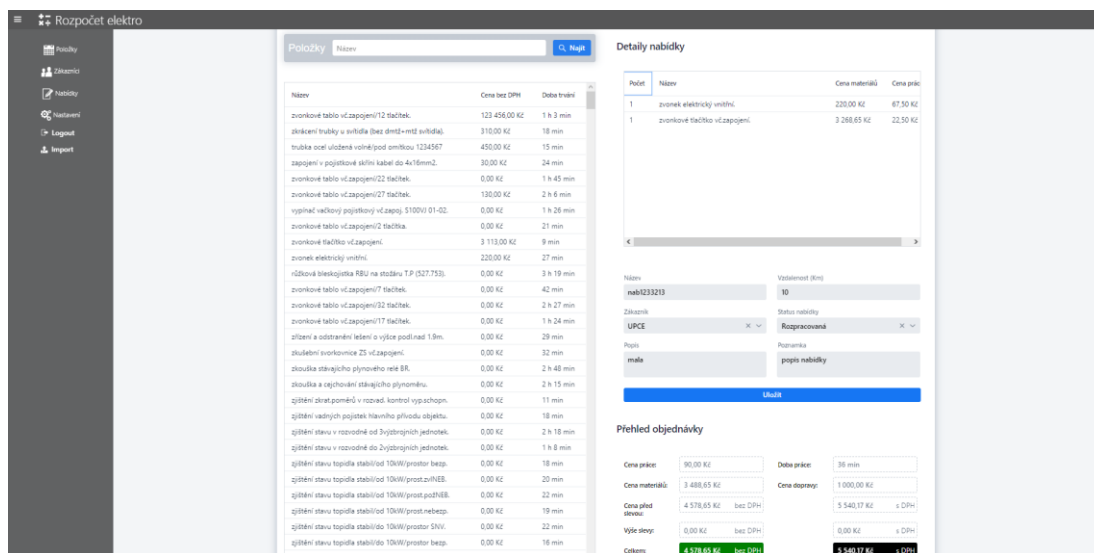 Rozpočet elektro
Položky
Zákazníci
Nabídky
Nastavení
Logout
Import
Položky Název Najít
Název Cena bez DPH Doba trvání
zvonkové tablo vč.zapojení/12 tlačítek. 123 456,00 Kč 1 h 3 min
zkrácení trubky u svítidla (bez dmtž+mtž svítidla). 310,00 Kč 18 min
trubka ocel uložená volně/pod omítkou 1234567 450,00 Kč 15 min
zapojení v pojistkové skříni kabel do 4x16mm2. 30,00 Kč 24 min
zvonkové tablo vč.zapojení/22 tlačítek. 0,00 Kč 1 h 45 min
zvonkové tablo vč.zapojení/27 tlačítek. 130,00 Kč 2 h 6 min
vypínač vačkový pojistkový vč.zapoj. S100VJ 01-02. 0,00 Kč 1 h 26 min
zvonkové tablo vč.zapojení/2 tlačítka. 0,00 Kč 21 min
zvonkové tlačítko vč.zapojení. 3 113,00 Kč 9 min
zvonek elektrický vnitřní. 220,00 Kč 27 min
růžková bleskojistka RBU na stožáru T.P (527.753). 0,00 Kč 3 h 19 min
zvonkové tablo vč.zapojení/7 tlačítek. 0,00 Kč 42 min
zvonkové tablo vč.zapojení/32 tlačítek. 0,00 Kč 2 h 27 min
zvonkové tablo vč.zapojení/17 tlačítek. 0,00 Kč 1 h 24 min
zřízení a odstranění lešení o výšce podl.nad 1.9m. 0,00 Kč 29 min
zkušební svorkovnice ZS vč.zapojení. 0,00 Kč 32 min
zkouška stávajícího plynového relé BR. 0,00 Kč 2 h 48 min
zkouška a cejchování stávajícího plynoměru. 0,00 Kč 2 h 15 min
zjištění zkrat.poměrů v rozvad. kontrol vyp.schopn. 0,00 Kč 11 min
zjištění vadných pojistek hlavního přívodu objektu. 0,00 Kč 18 min
zjištění stavu v rozvodně od 3výzbrojních jednotek. 0,00 Kč 2 h 18 min
zjištění stavu v rozvodně do 2výzbrojních jednotek. 0,00 Kč 1 h 8 min
zjištění stavu topidla stabil/od 10kW/prostor bezp. 0,00 Kč 18 min
zjištění stavu topidla stabil/od 10kW/prost.zvlNEB. 0,00 Kč 20 min
zjištění stavu topidla stabil/od 10kW/prost.požNEB. 0,00 Kč 22 min
zjištění stavu topidla stabil/od 10kW/prost.nebezp. 0,00 Kč 19 min
zjištění stavu topidla stabil/do 10kW/prostor SNV. 0,00 Kč 22 min
zjištění stavu topidla stabil/do 10kW/prostor bezp. 0,00 Kč 16 min
Detaily nabídky
Počet Název Cena materiálů Cena prác
1 zvonek elektrický vnitřní. 220,00 Kč 67,50 Kč
1 zvonkové tlačítko vč.zapojení. 3 268,65 Kč 22,50 Kč
Název Vzdálenost (Km)
nab1233213 10
Zákazník Status nabídky
UPCE Rozpracovaná
Popis Poznamka
mala popis nabídky
Uložit
Přehled objednávky
Cena práce: 90,00 Kč Doba práce: 36 min
Cena materiálů: 3 488,65 Kč Cena dopravy: 1 000,00 Kč
Cena před slevou: 4 578,65 Kč bez DPH 5 540,17 Kč s DPH
Výše slevy: 0,00 Kč bez DPH 0,00 Kč s DPH
Celkem: 4 578,65 Kč bez DPH 5 540,17 Kč s DPH